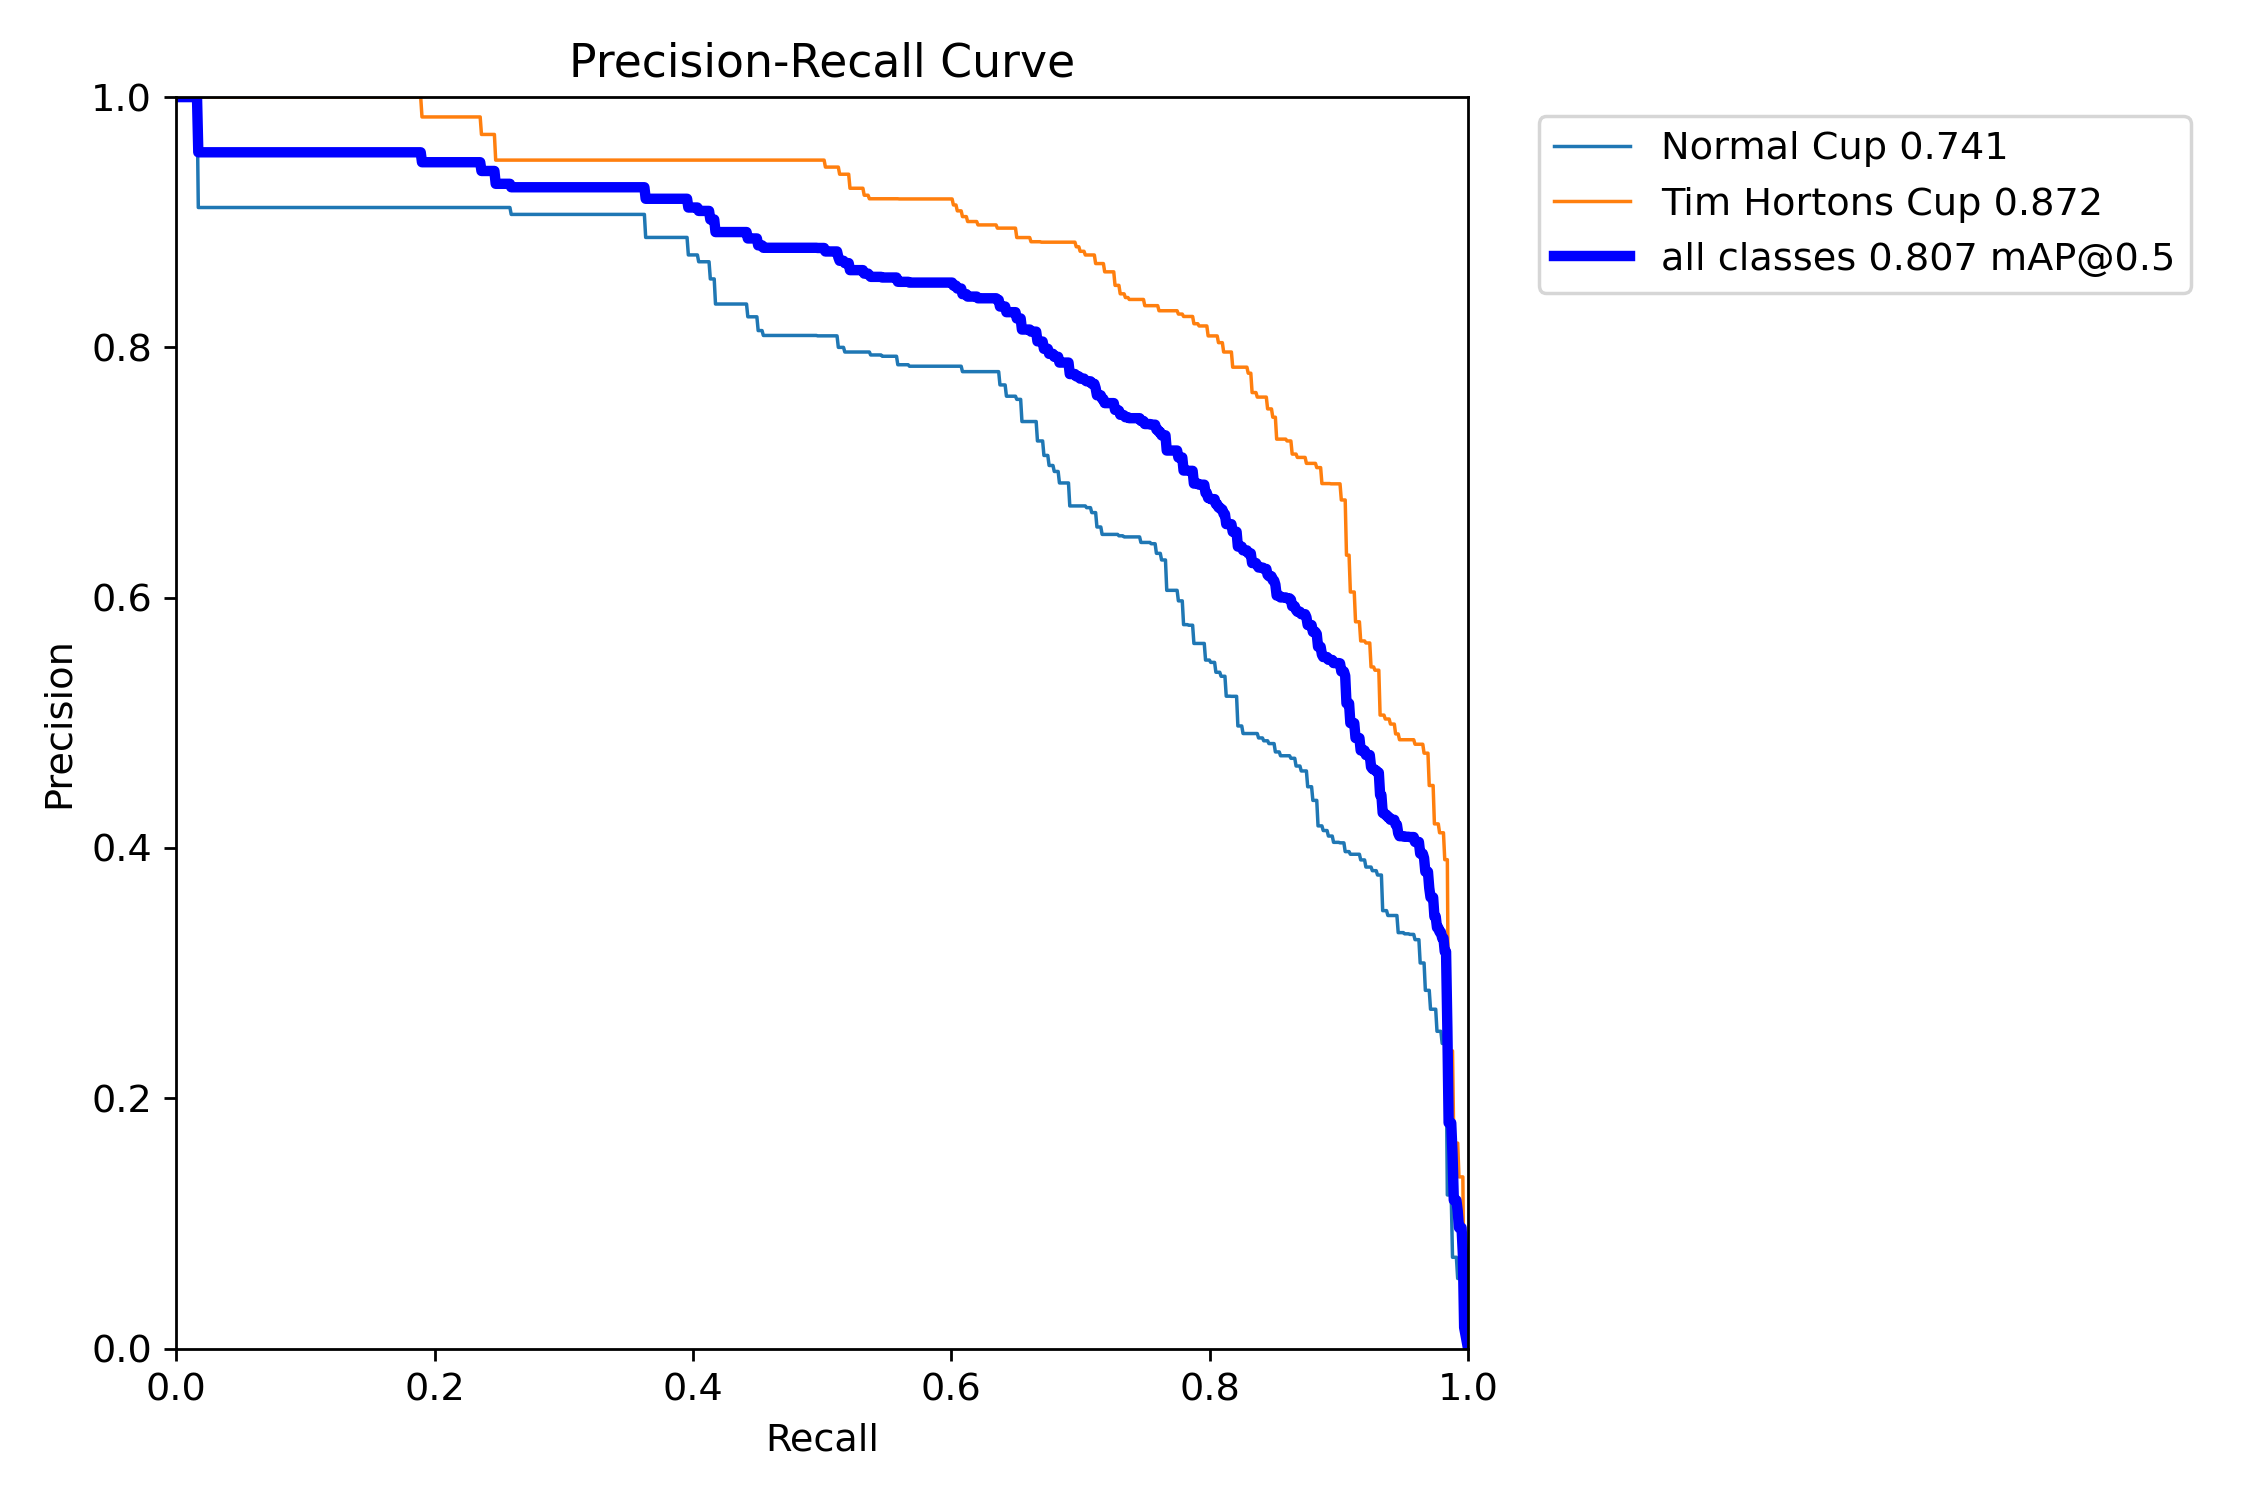 Precision-Recall Curve
1.0
0.8
0.6
0.4
0.2
0.0
Precision
0.0 0.2 0.4 0.6 0.8 1.0
Recall
Normal Cup 0.741
Tim Hortons Cup 0.872
all classes 0.807 mAP@0.5